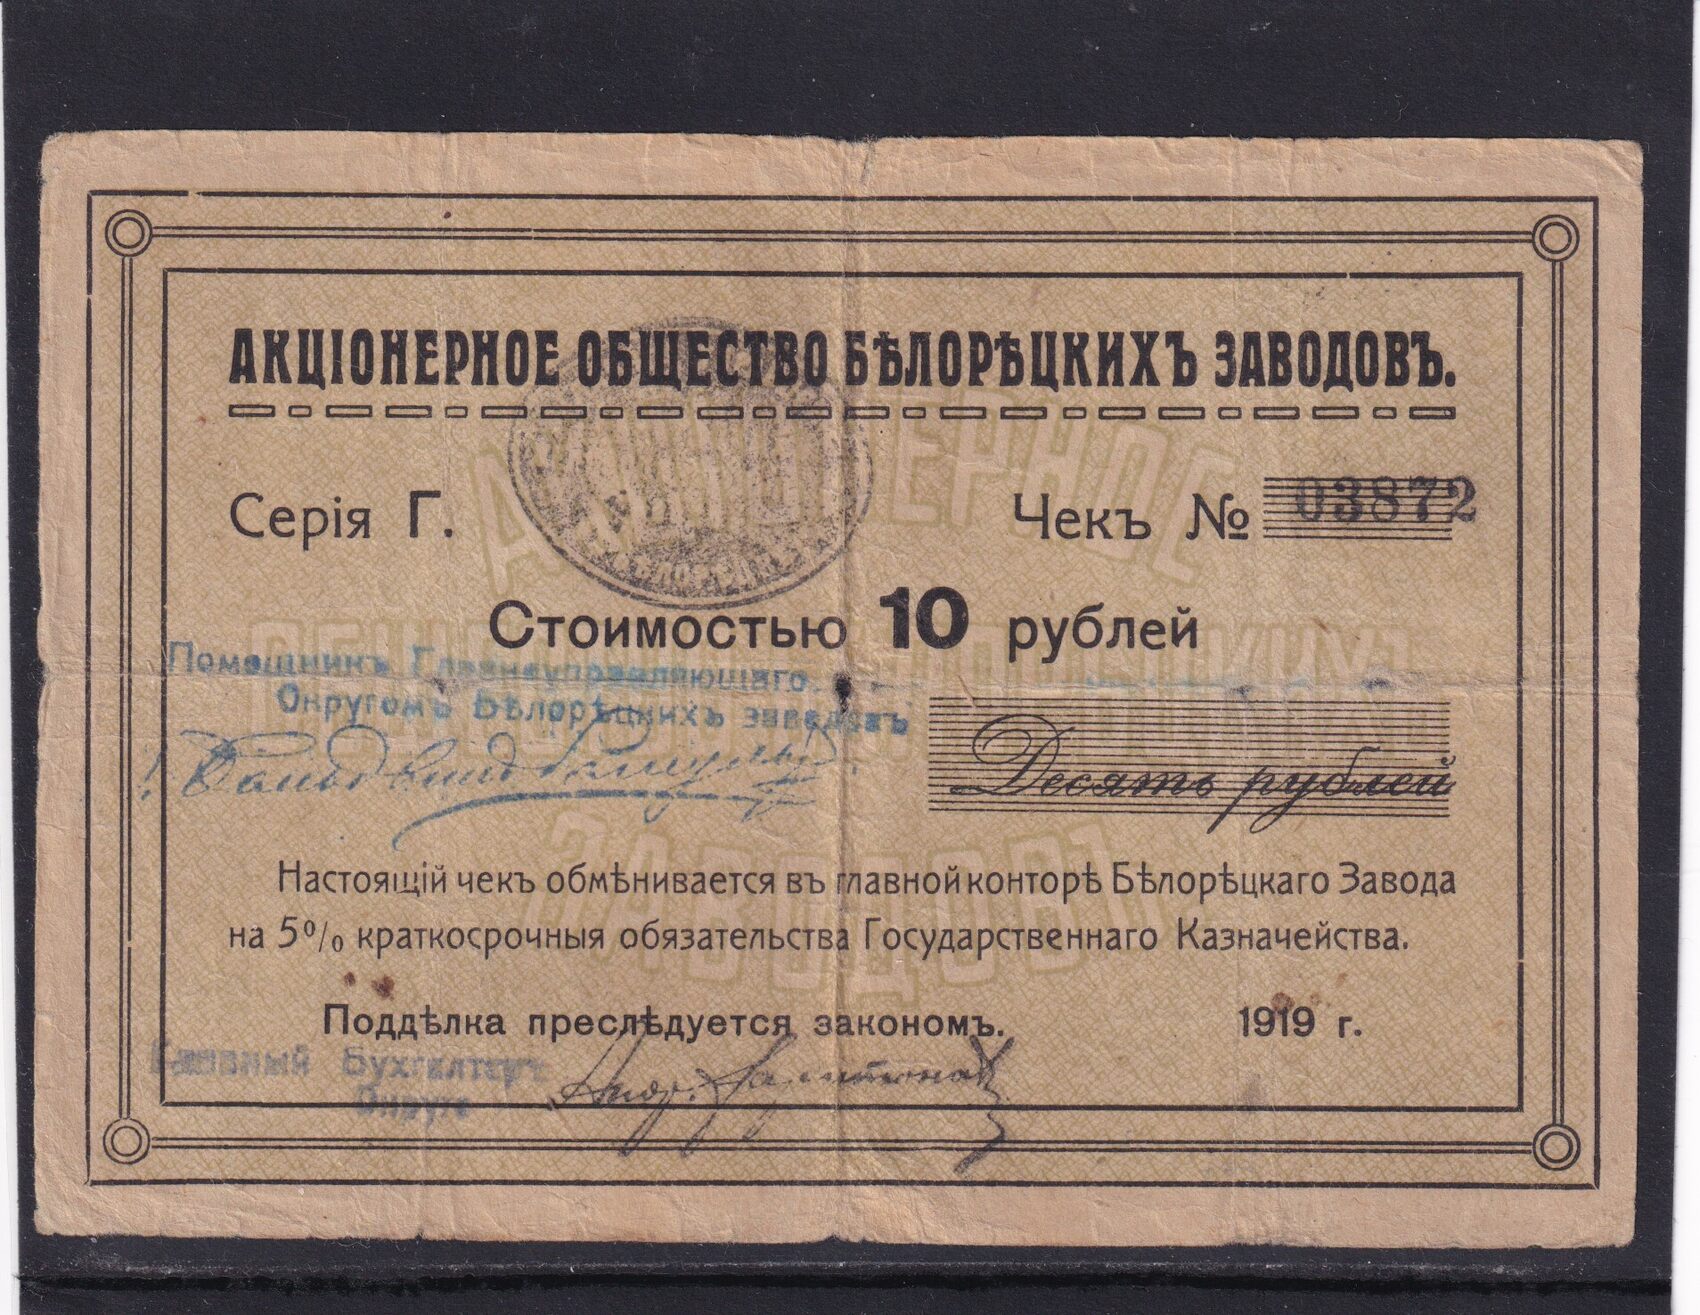 АКЦІОНЕРНОЕ ОБЩЕСТВО БѢЛОРѢЦКИХЪ ЗАВОДОВЪ.
Серія Г.
Чекъ № 03872
Стоимостью 10 рублей
Помощникъ Главноуправляющаго.
Округомъ Бѣлорѣцкихъ заводовъ
Десять рублей
Настоящій чекъ обмѣнивается въ главной конторѣ Бѣлорѣцкаго Завода
на 5% краткосрочныя обязательства Государственнаго Казначейства.
Поддѣлка преслѣдуется закономъ.
1919 г.
Главный Бухгалтеръ
Округа
АКЦІОНЕРНОЕ
ЗАВОДОВЪ